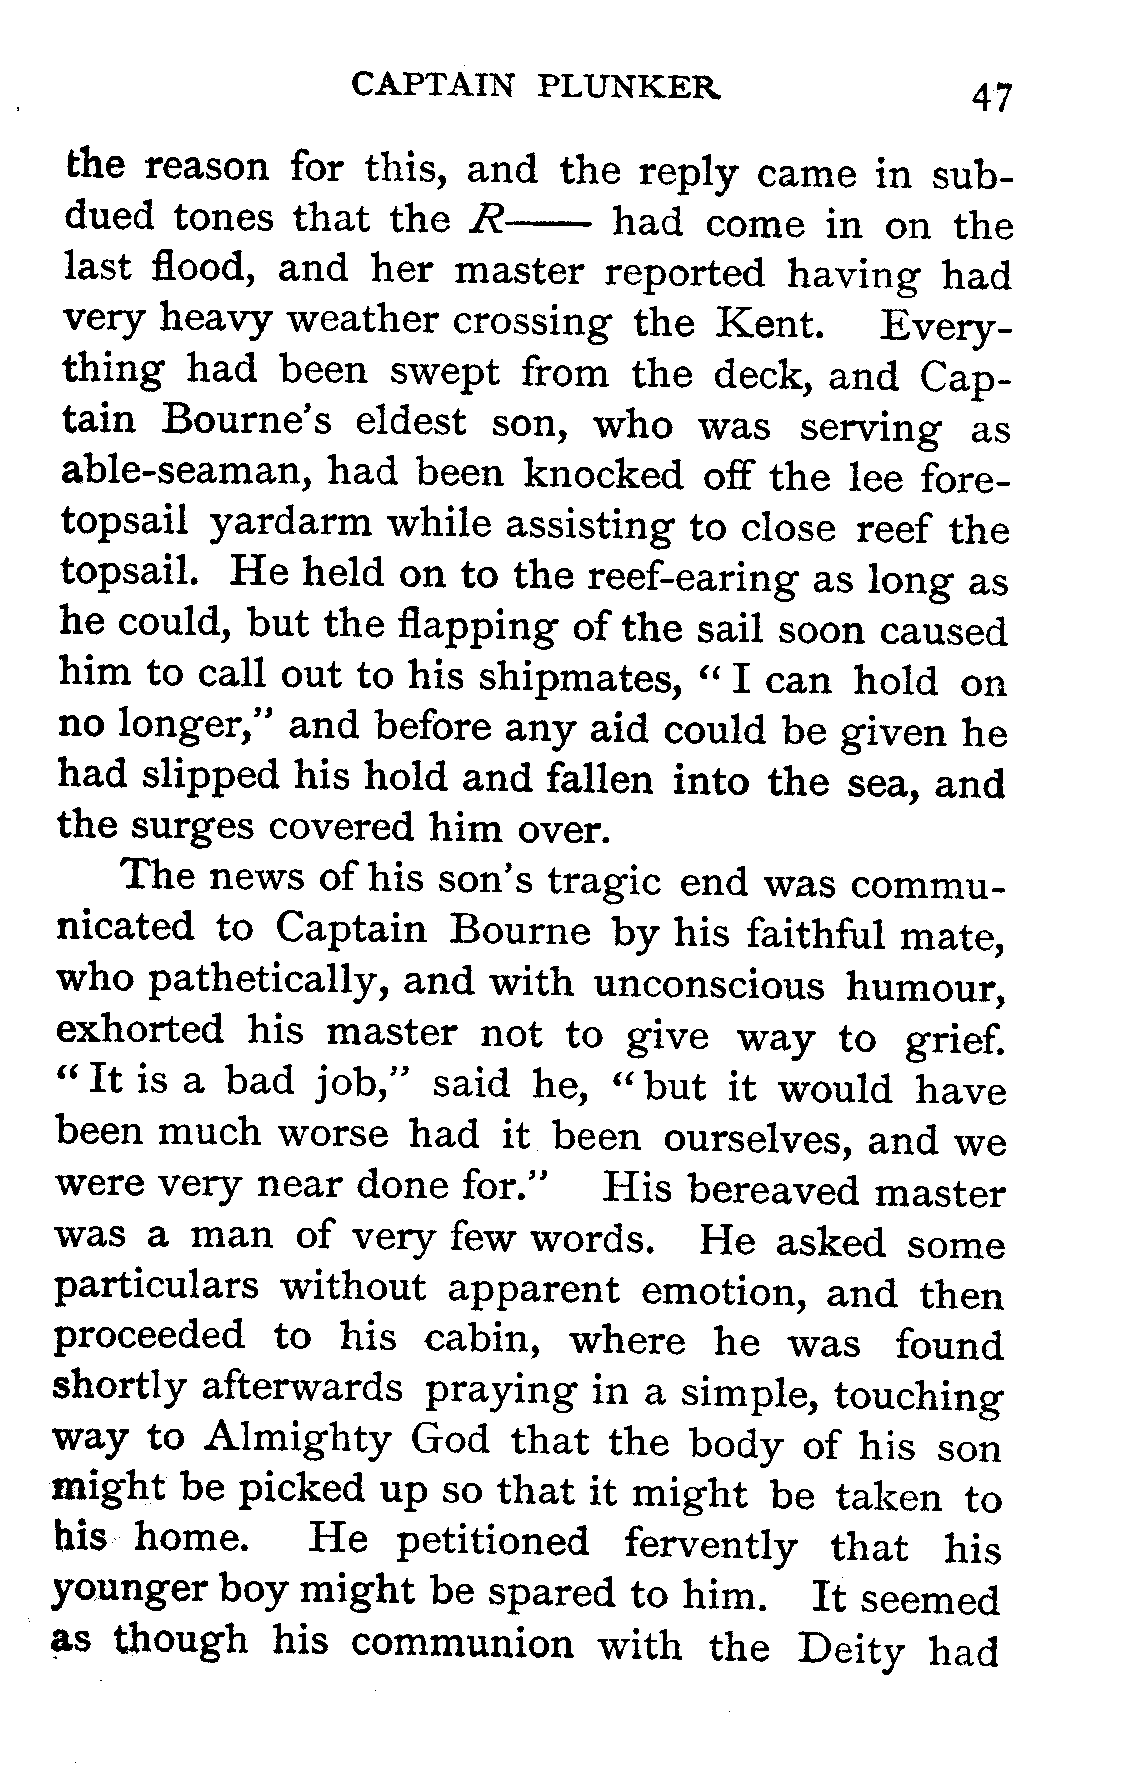 CAPTAIN PLUNKER 47
the reason for this, and the reply came in sub-
dued tones that the R—— had come in on the
last flood, and her master reported having had
very heavy weather crossing the Kent. Every-
thing had been swept from the deck, and Cap-
tain Bourne's eldest son, who was serving as
able-seaman, had been knocked off the lee fore-
topsail yardarm while assisting to close reef the
topsail. He held on to the reef-earing as long as
he could, but the flapping of the sail soon caused
him to call out to his shipmates, “ I can hold on
no longer,” and before any aid could be given he
had slipped his hold and fallen into the sea, and
the surges covered him over.
The news of his son's tragic end was commu-
nicated to Captain Bourne by his faithful mate,
who pathetically, and with unconscious humour,
exhorted his master not to give way to grief.
“ It is a bad job,” said he, “ but it would have
been much worse had it been ourselves, and we
were very near done for.” His bereaved master
was a man of very few words. He asked some
particulars without apparent emotion, and then
proceeded to his cabin, where he was found
shortly afterwards praying in a simple, touching
way to Almighty God that the body of his son
might be picked up so that it might be taken to
his home. He petitioned fervently that his
younger boy might be spared to him. It seemed
as though his communion with the Deity had